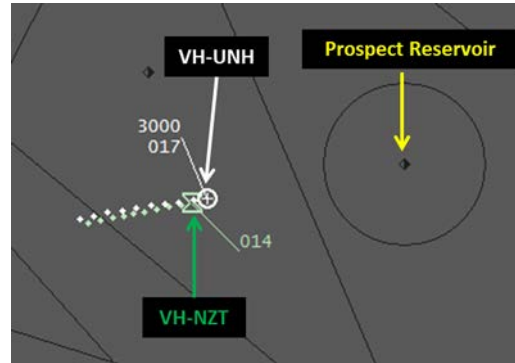 VH-UNH
Prospect Reservoir
3000
017
014
VH-NZT